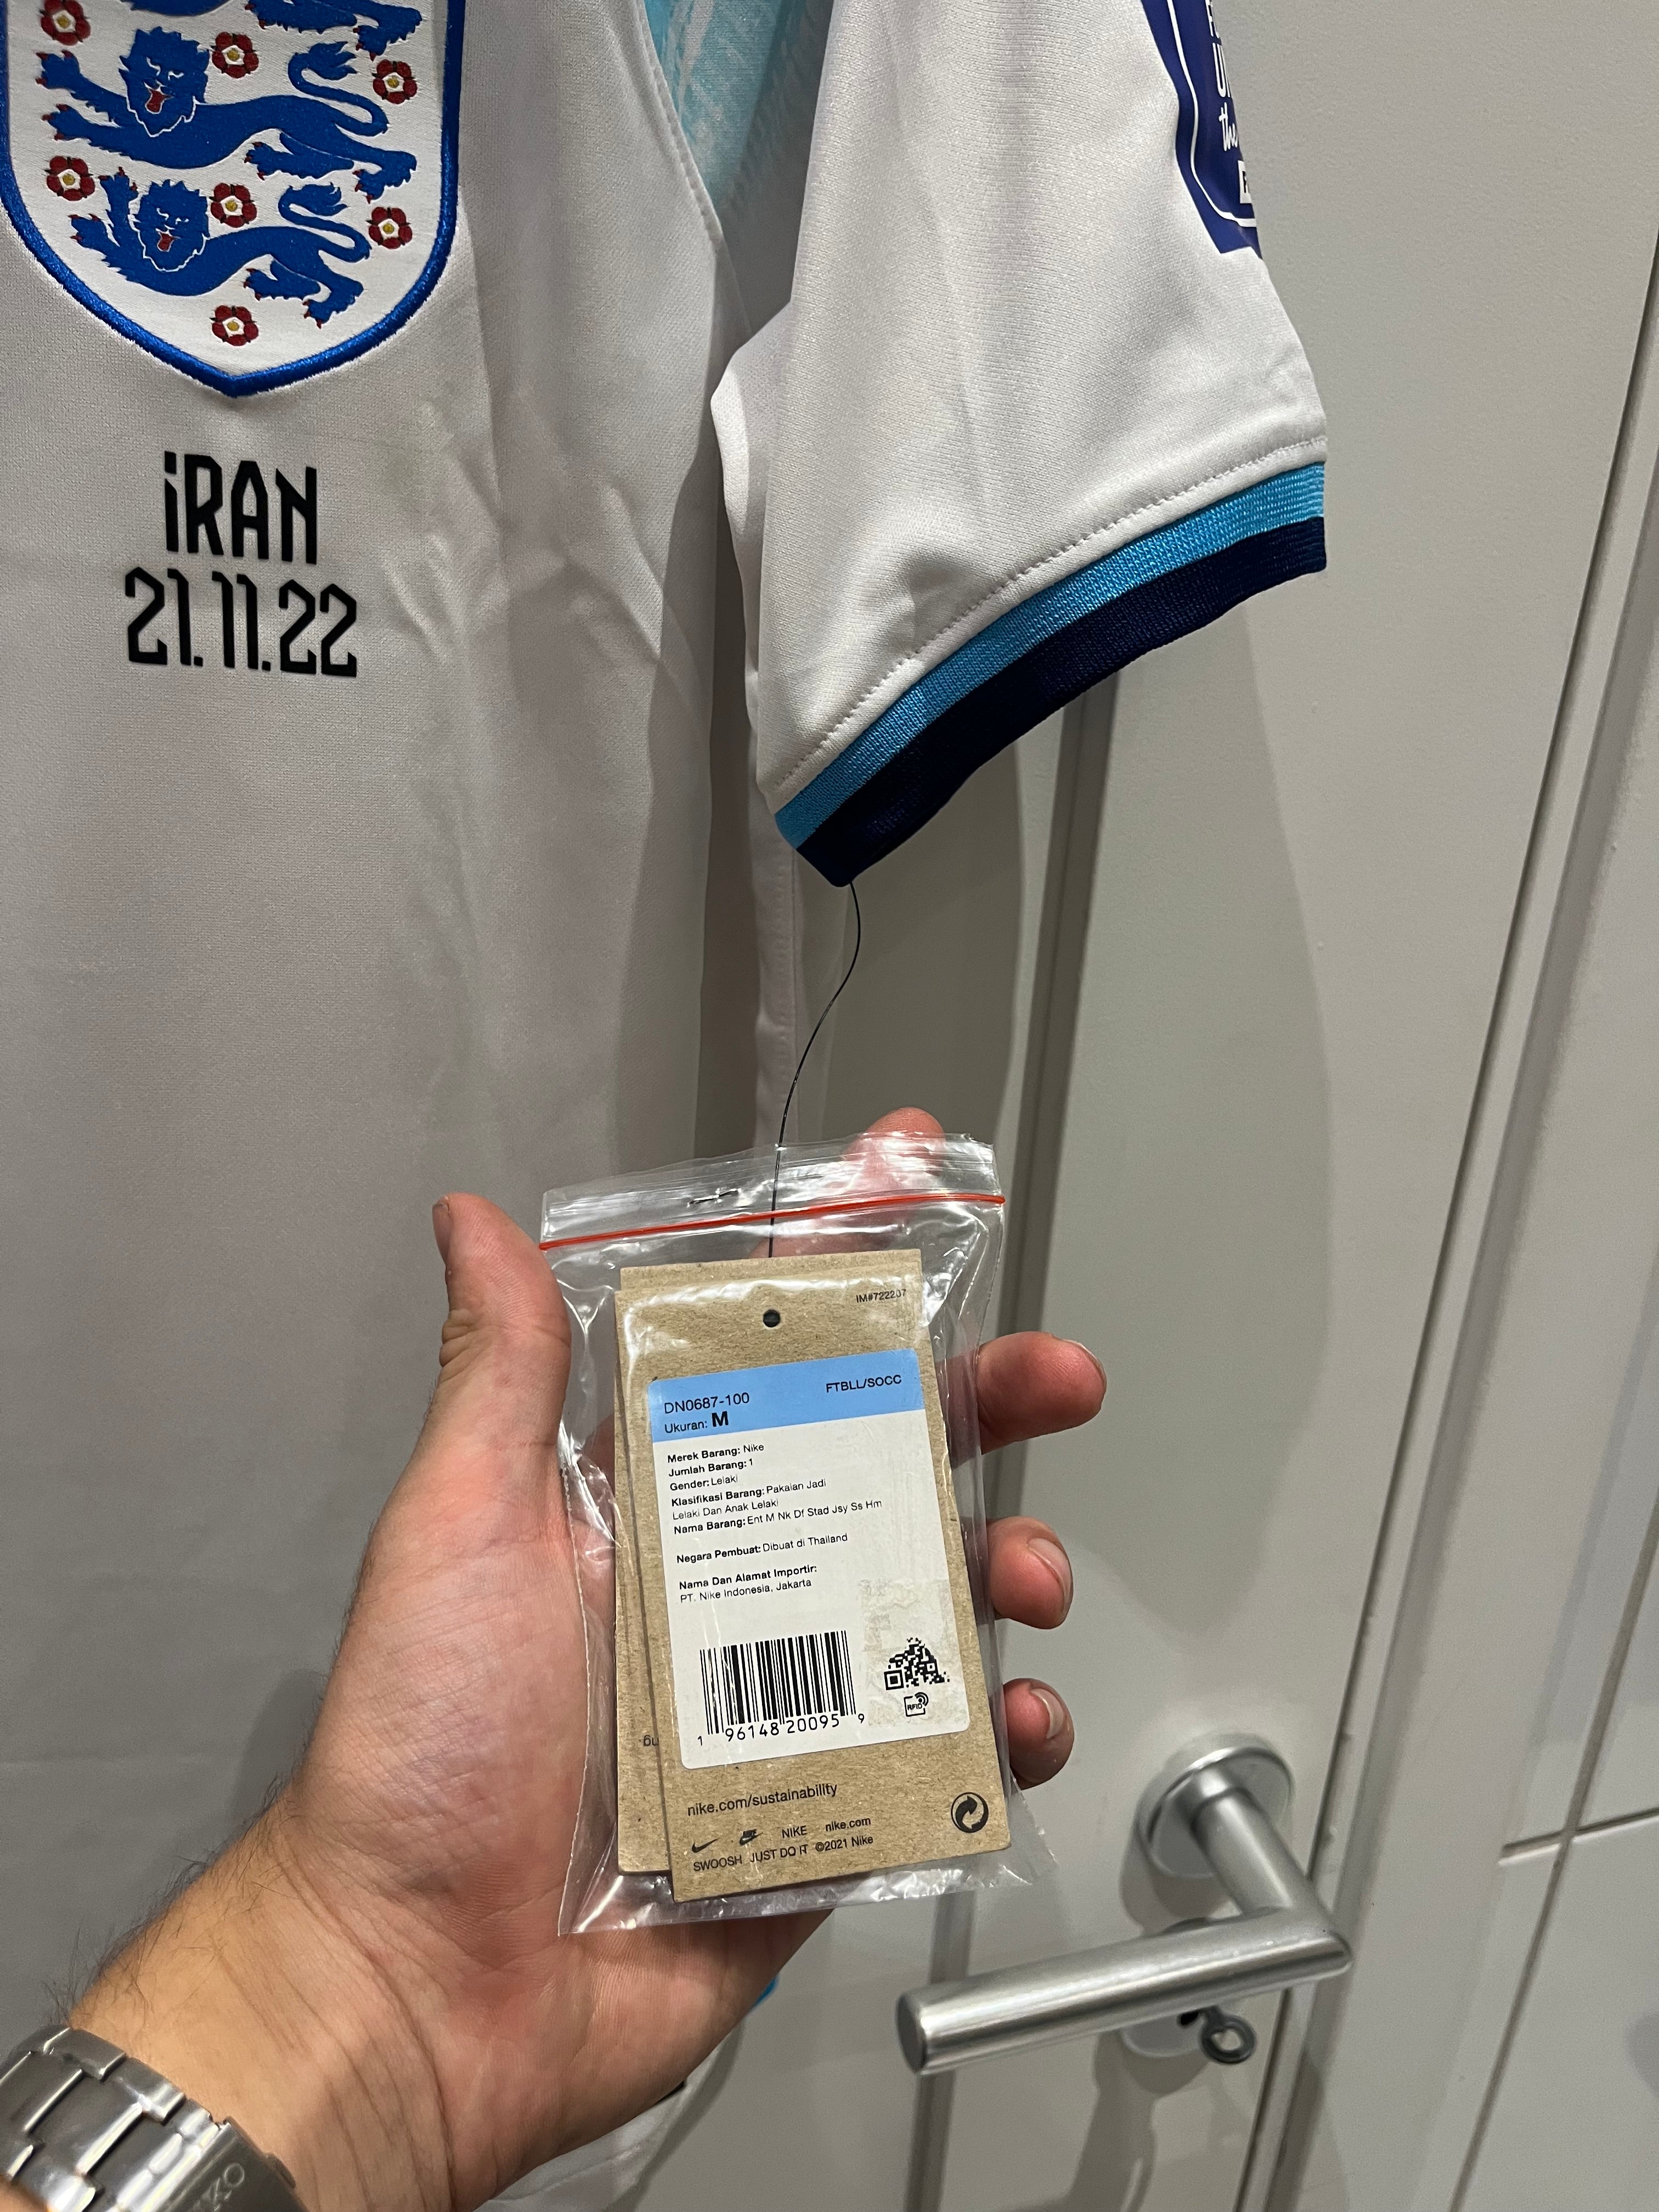 the
iRAN
21.11.22
IM#722207
DN0687-100
FTBLL/SOCC
Ukuran: M
Merek Barang: Nike
Jumlah Barang: 1
Gender: Lelaki
Klasifikasi Barang: Pakaian Jadi
Lelaki Dan Anak Lelaki
Nama Barang: Ent M Nk Df Stad Jsy Ss Hm
Negara Pembuat: Dibuat di Thailand
Nama Dan Alamat Importir:
PT. Nike Indonesia, Jakarta
1 96148 20095 9
RFID
nike.com/sustainability
NIKE nike.com
SWOOSH JUST DO IT ©2021 Nike